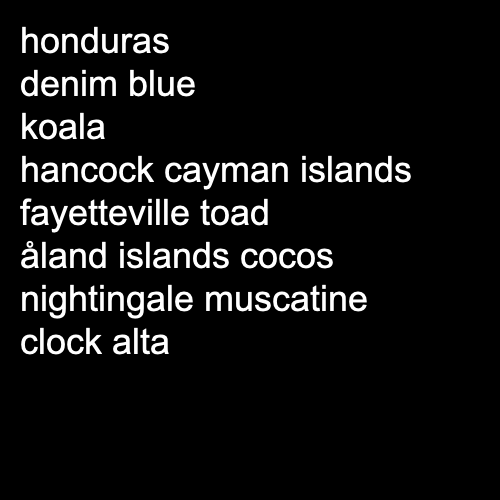 honduras
denim blue
koala
hancock cayman islands
fayetteville toad
åland islands cocos
nightingale muscatine
clock alta